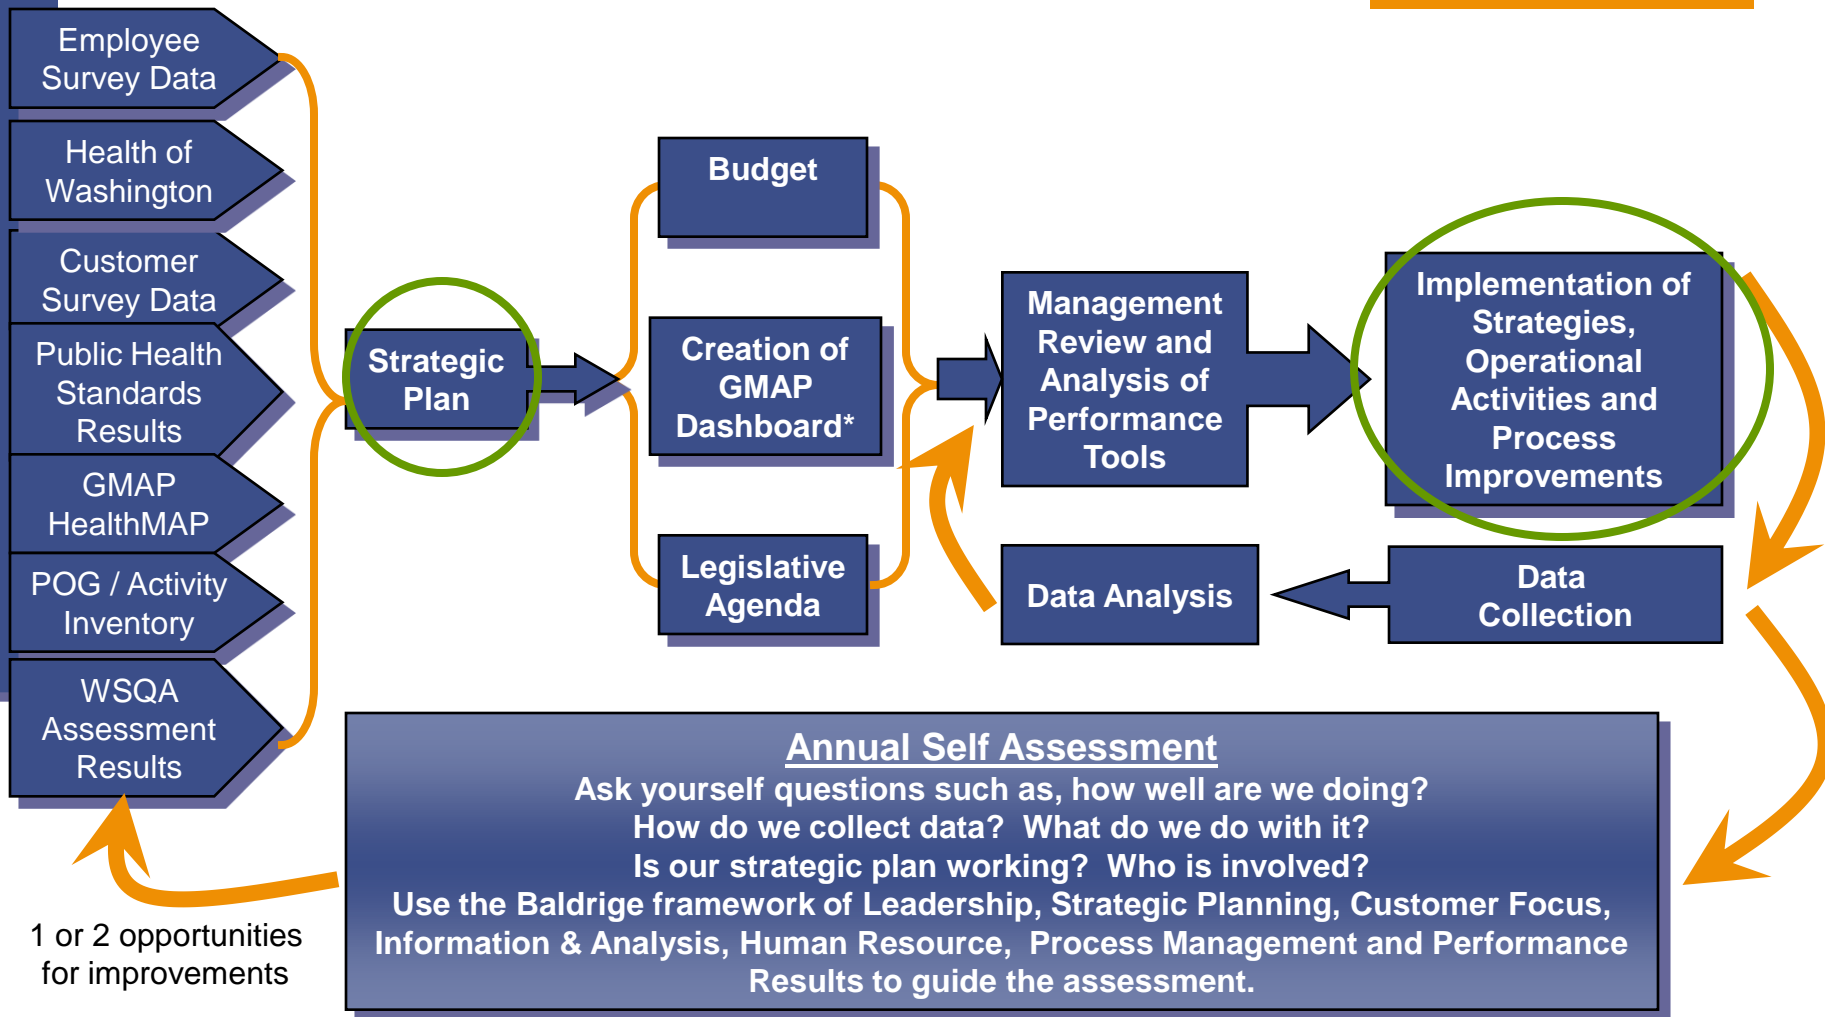 Employee
Survey Data
Health of
Washington
Customer
Survey Data
Public Health
Standards
Results
GMAP
HealthMAP
POG / Activity
Inventory
WSQA
Assessment
Results
1 or 2 opportunities
for improvements
Strategic
Plan
Budget
Creation of
GMAP
Dashboard*
Legislative
Agenda
Management
Review and
Analysis of
Performance
Tools
Implementation of
Strategies,
Operational
Activities and
Process
Improvements
Data
Collection
Data Analysis
Annual Self Assessment
Ask yourself questions such as, how well are we doing?
How do we collect data?  What do we do with it?
Is our strategic plan working?  Who is involved?
Use the Baldrige framework of Leadership, Strategic Planning, Customer Focus,
Information & Analysis, Human Resource,  Process Management and Performance
Results to guide the assessment.